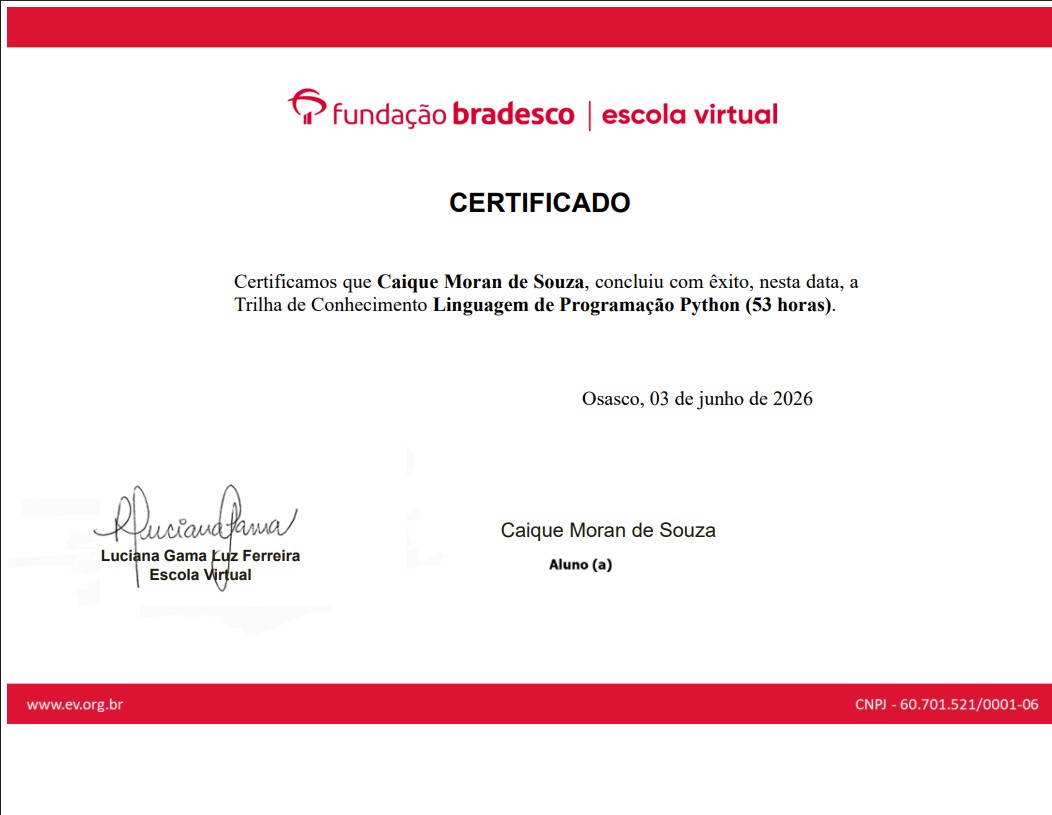 fundação bradesco | escola virtual
CERTIFICADO
Certificamos que Caique Moran de Souza, concluiu com êxito, nesta data, a
Trilha de Conhecimento Linguagem de Programação Python (53 horas).
Osasco, 03 de junho de 2026
Luciana Gama
Luciana Gama Luz Ferreira
Escola Virtual
Caique Moran de Souza
Aluno (a)
www.ev.org.br
CNPJ - 60.701.521/0001-06